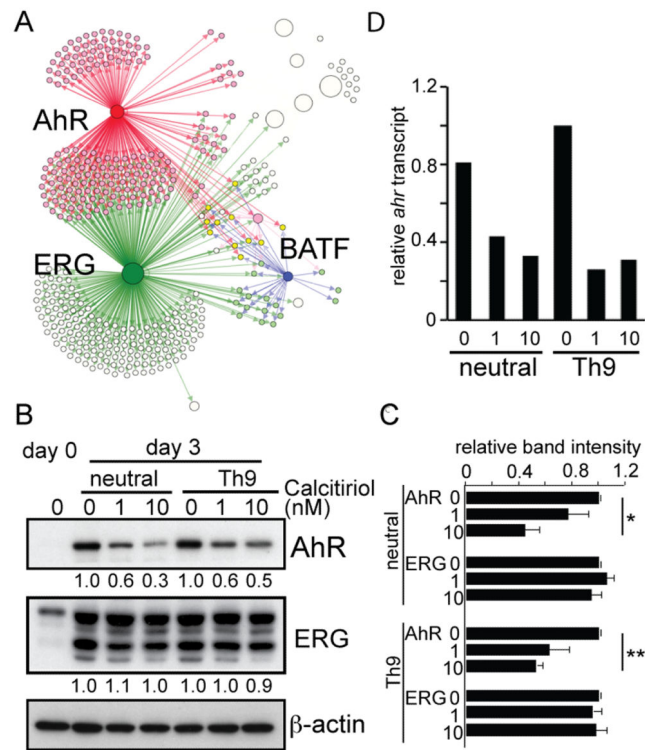 A
AhR
ERG
BATF
D
relative ahr transcript
1.2
0.8
0.4
0
0 1 10 0 1 10
neutral Th9
B
day 0 day 3
neutral Th9 Calcitiriol
0 0 1 10 0 1 10 (nM)
AhR
1.0 0.6 0.3 1.0 0.6 0.5
ERG
1.0 1.1 1.0 1.0 1.0 0.9
β-actin
C
relative band intensity
0 0.4 0.8 1.2
neutral
AhR 0
1
10
*
ERG 0
1
10
Th9
AhR 0
1
10
**
ERG 0
1
10